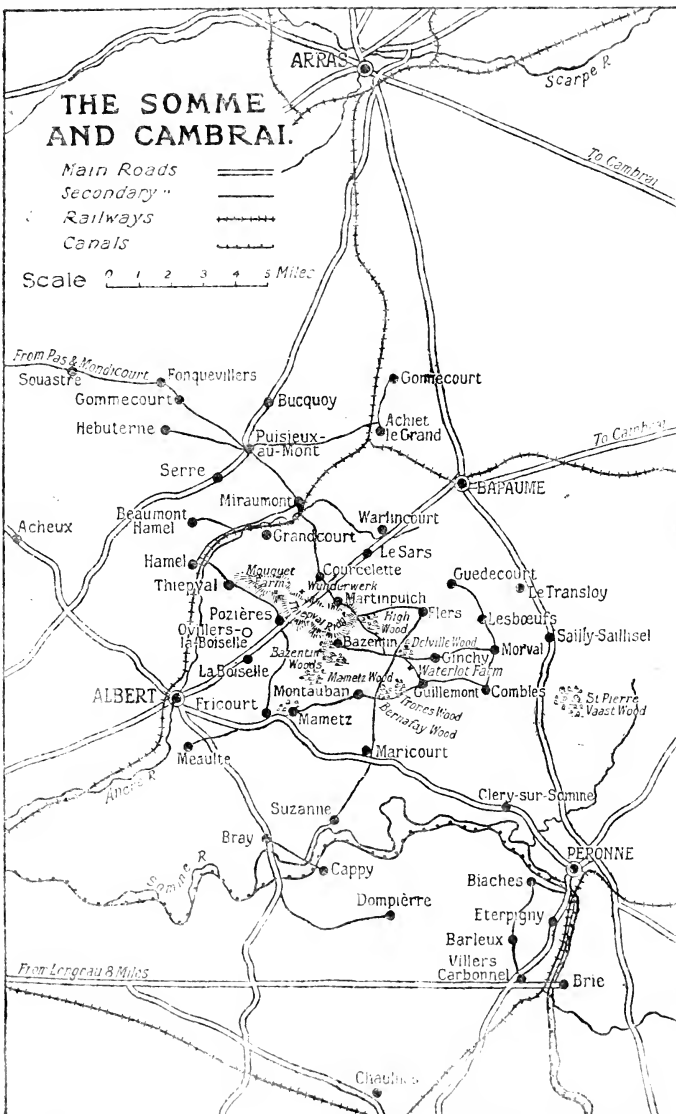 ARRAS
Scarpe R
THE SOMME
AND CAMBRAI.
Main Roads
Secondary "
Railways
Canals
Scale 0 1 2 3 4 5 Miles
To Cambrai
From Pas & Mondicourt
Souastre
Fonquevillers
Gommecourt
Gomiecourt
Bucquoy
Hebuterne
Achiet
le Grand
Puisieux-
au-Mont
To Cambrai
Serre
BAPAUME
Miraumont
Beaumont
Hamel
Warlincourt
Acheux
Grandcourt
Le Sars
Hamel
Courcelette
Mouquet
Farm
Thiepval
Wunderwerk
Guedecourt
Le Transloy
Martinpuich
Thiepval Ridge
Pozières
High
Wood
Flers
Lesbœufs
Ovillers-
la-Boiselle
Bazentin
Delville Wood
Sailly-Saillisel
Morval
Ginchy
La Boiselle
Bazentin
Woods
Waterlot Farm
Mametz Wood
Guillemont
Combles
ALBERT
Montauban
Trones Wood
St Pierre
Vaast Wood
Fricourt
Mametz
Bernafay Wood
Meaulte
Maricourt
Ancre R
Clery-sur-Somme
Suzanne
Bray
PERONNE
Somme R
Cappy
Biaches
Dompièrre
Eterpigny
Barleux
Villers
Carbonnel
From Longeau 8 Miles
Brie
Chaulnes